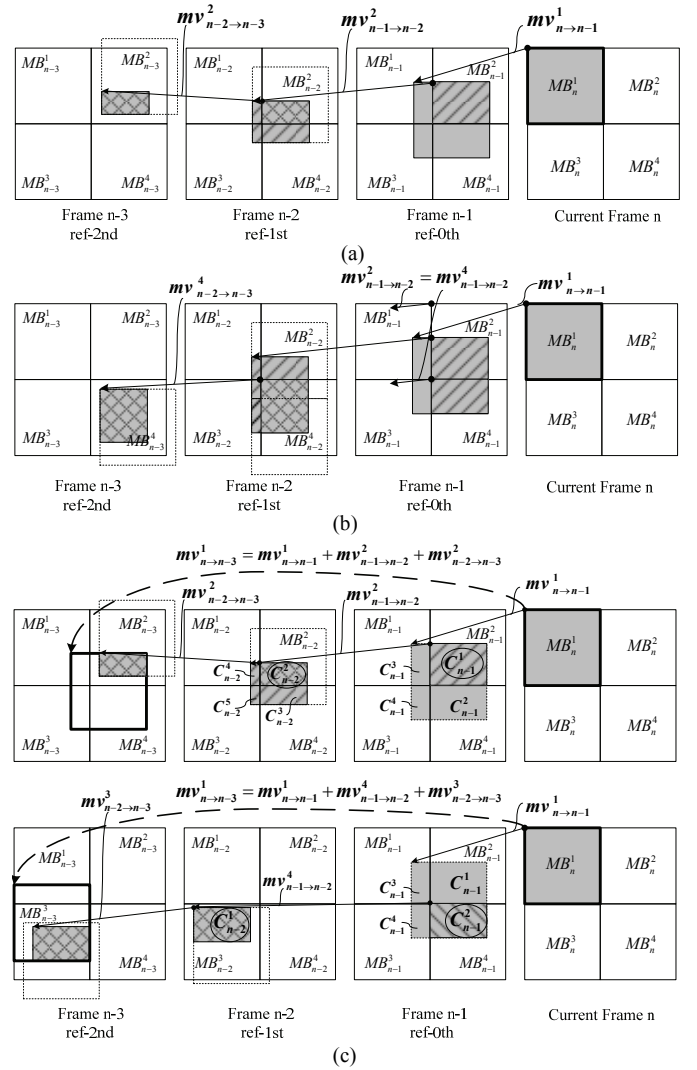 mv^2_{n-2→n-3} mv^2_{n-1→n-2} mv^1_{n→n-1}
MB^1_{n-3} MB^2_{n-3} MB^1_{n-2} MB^2_{n-2} MB^1_{n-1} MB^2_{n-1} MB^1_n MB^2_n
MB^3_{n-3} MB^4_{n-3} MB^3_{n-2} MB^4_{n-2} MB^3_{n-1} MB^4_{n-1} MB^3_n MB^4_n
Frame n-3 Frame n-2 Frame n-1 Current Frame n
ref-2nd ref-1st ref-0th
(a)
mv^4_{n-2→n-3} mv^2_{n-1→n-2} = mv^4_{n-1→n-2} mv^1_{n→n-1}
MB^1_{n-3} MB^2_{n-3} MB^1_{n-2} MB^2_{n-2} MB^1_{n-1} MB^2_{n-1} MB^1_n MB^2_n
MB^3_{n-3} MB^4_{n-3} MB^3_{n-2} MB^4_{n-2} MB^3_{n-1} MB^4_{n-1} MB^3_n MB^4_n
Frame n-3 Frame n-2 Frame n-1 Current Frame n
ref-2nd ref-1st ref-0th
(b)
mv^1_{n→n-3} = mv^1_{n→n-1} + mv^2_{n-1→n-2} + mv^2_{n-2→n-3}
mv^2_{n-2→n-3} mv^2_{n-1→n-2} mv^1_{n→n-1}
MB^1_{n-3} MB^2_{n-3} MB^1_{n-2} MB^2_{n-2} MB^1_{n-1} MB^2_{n-1} MB^1_n MB^2_n
C^4_{n-2} C^2_{n-2} C^3_{n-1} C^1_{n-1}
C^5_{n-2} C^3_{n-2} C^4_{n-1} C^2_{n-1}
MB^3_{n-3} MB^4_{n-3} MB^3_{n-2} MB^4_{n-2} MB^3_{n-1} MB^4_{n-1} MB^3_n MB^4_n
mv^3_{n-2→n-3} mv^1_{n→n-3} = mv^1_{n→n-1} + mv^4_{n-1→n-2} + mv^3_{n-2→n-3} mv^1_{n→n-1}
MB^1_{n-3} MB^2_{n-3} MB^1_{n-2} MB^2_{n-2} MB^1_{n-1} MB^2_{n-1} MB^1_n MB^2_n
mv^4_{n-1→n-2} C^3_{n-1} C^1_{n-1}
MB^3_{n-3} C^1_{n-2} C^4_{n-1} C^2_{n-1}
MB^4_{n-3} MB^3_{n-2} MB^4_{n-2} MB^3_{n-1} MB^4_{n-1} MB^3_n MB^4_n
Frame n-3 Frame n-2 Frame n-1 Current Frame n
ref-2nd ref-1st ref-0th
(c)